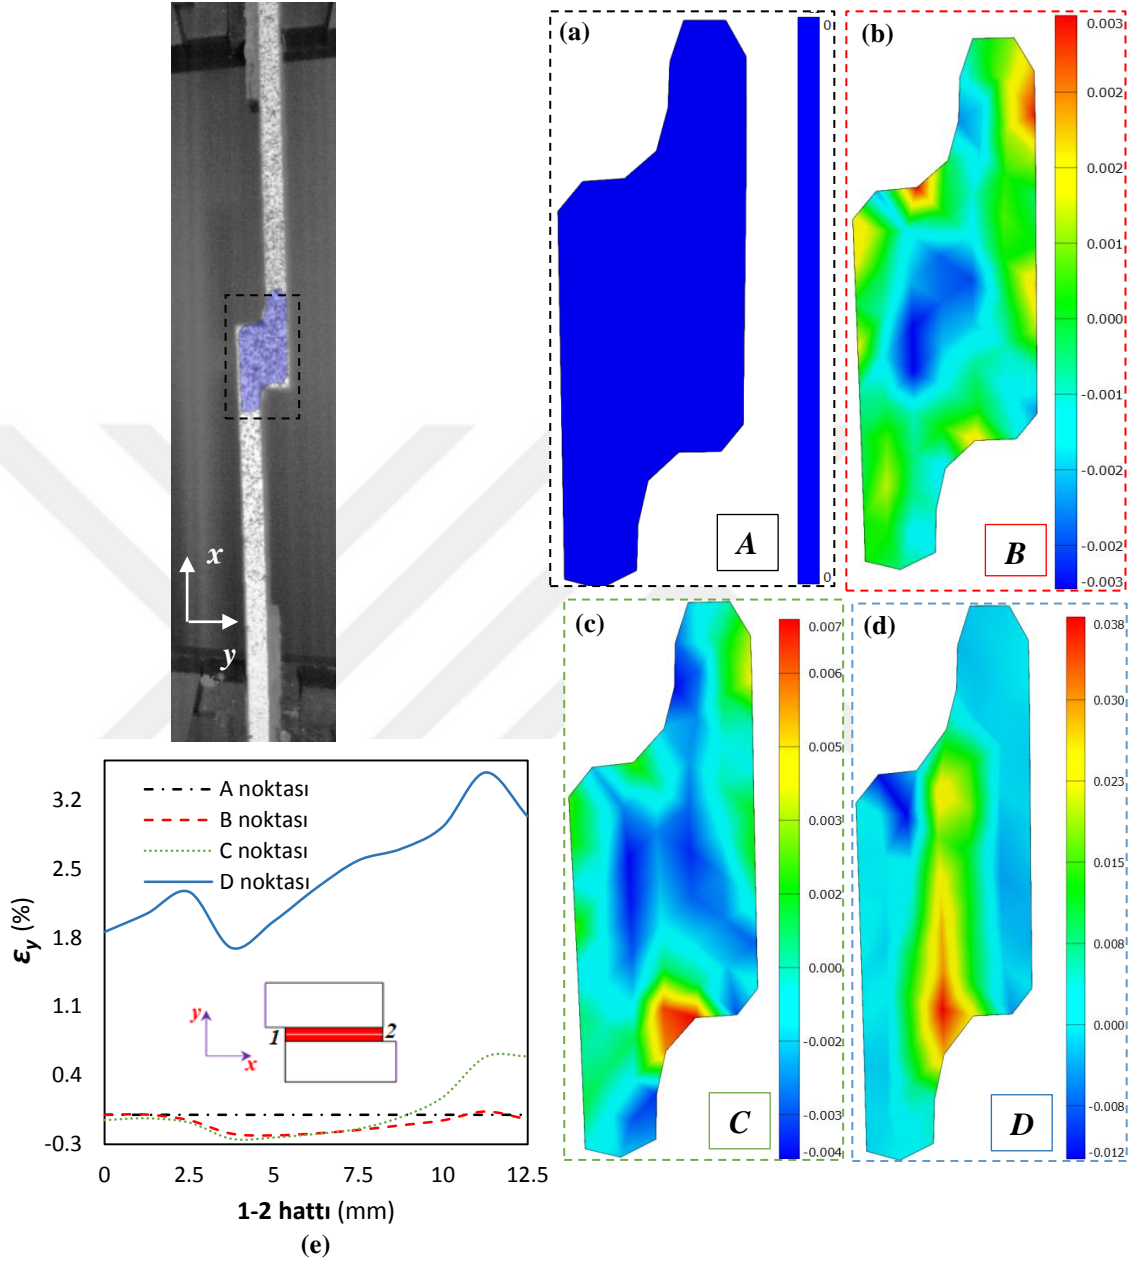 x
y
(a)
0
0
A
(b)
0.003
0.002
0.002
0.001
0.000
-0.001
-0.002
-0.002
-0.003
B
(c)
0.007
0.005
0.003
0.002
0.000
-0.002
-0.003
-0.004
C
(d)
0.038
0.030
0.023
0.015
0.008
0.000
-0.008
-0.012
D
A noktası
B noktası
C noktası
D noktası
εy (%)
3.2
2.5
1.8
1.1
0.4
-0.3
y
x
1
2
0 2.5 5 7.5 10 12.5
1-2 hattı (mm)
(e)